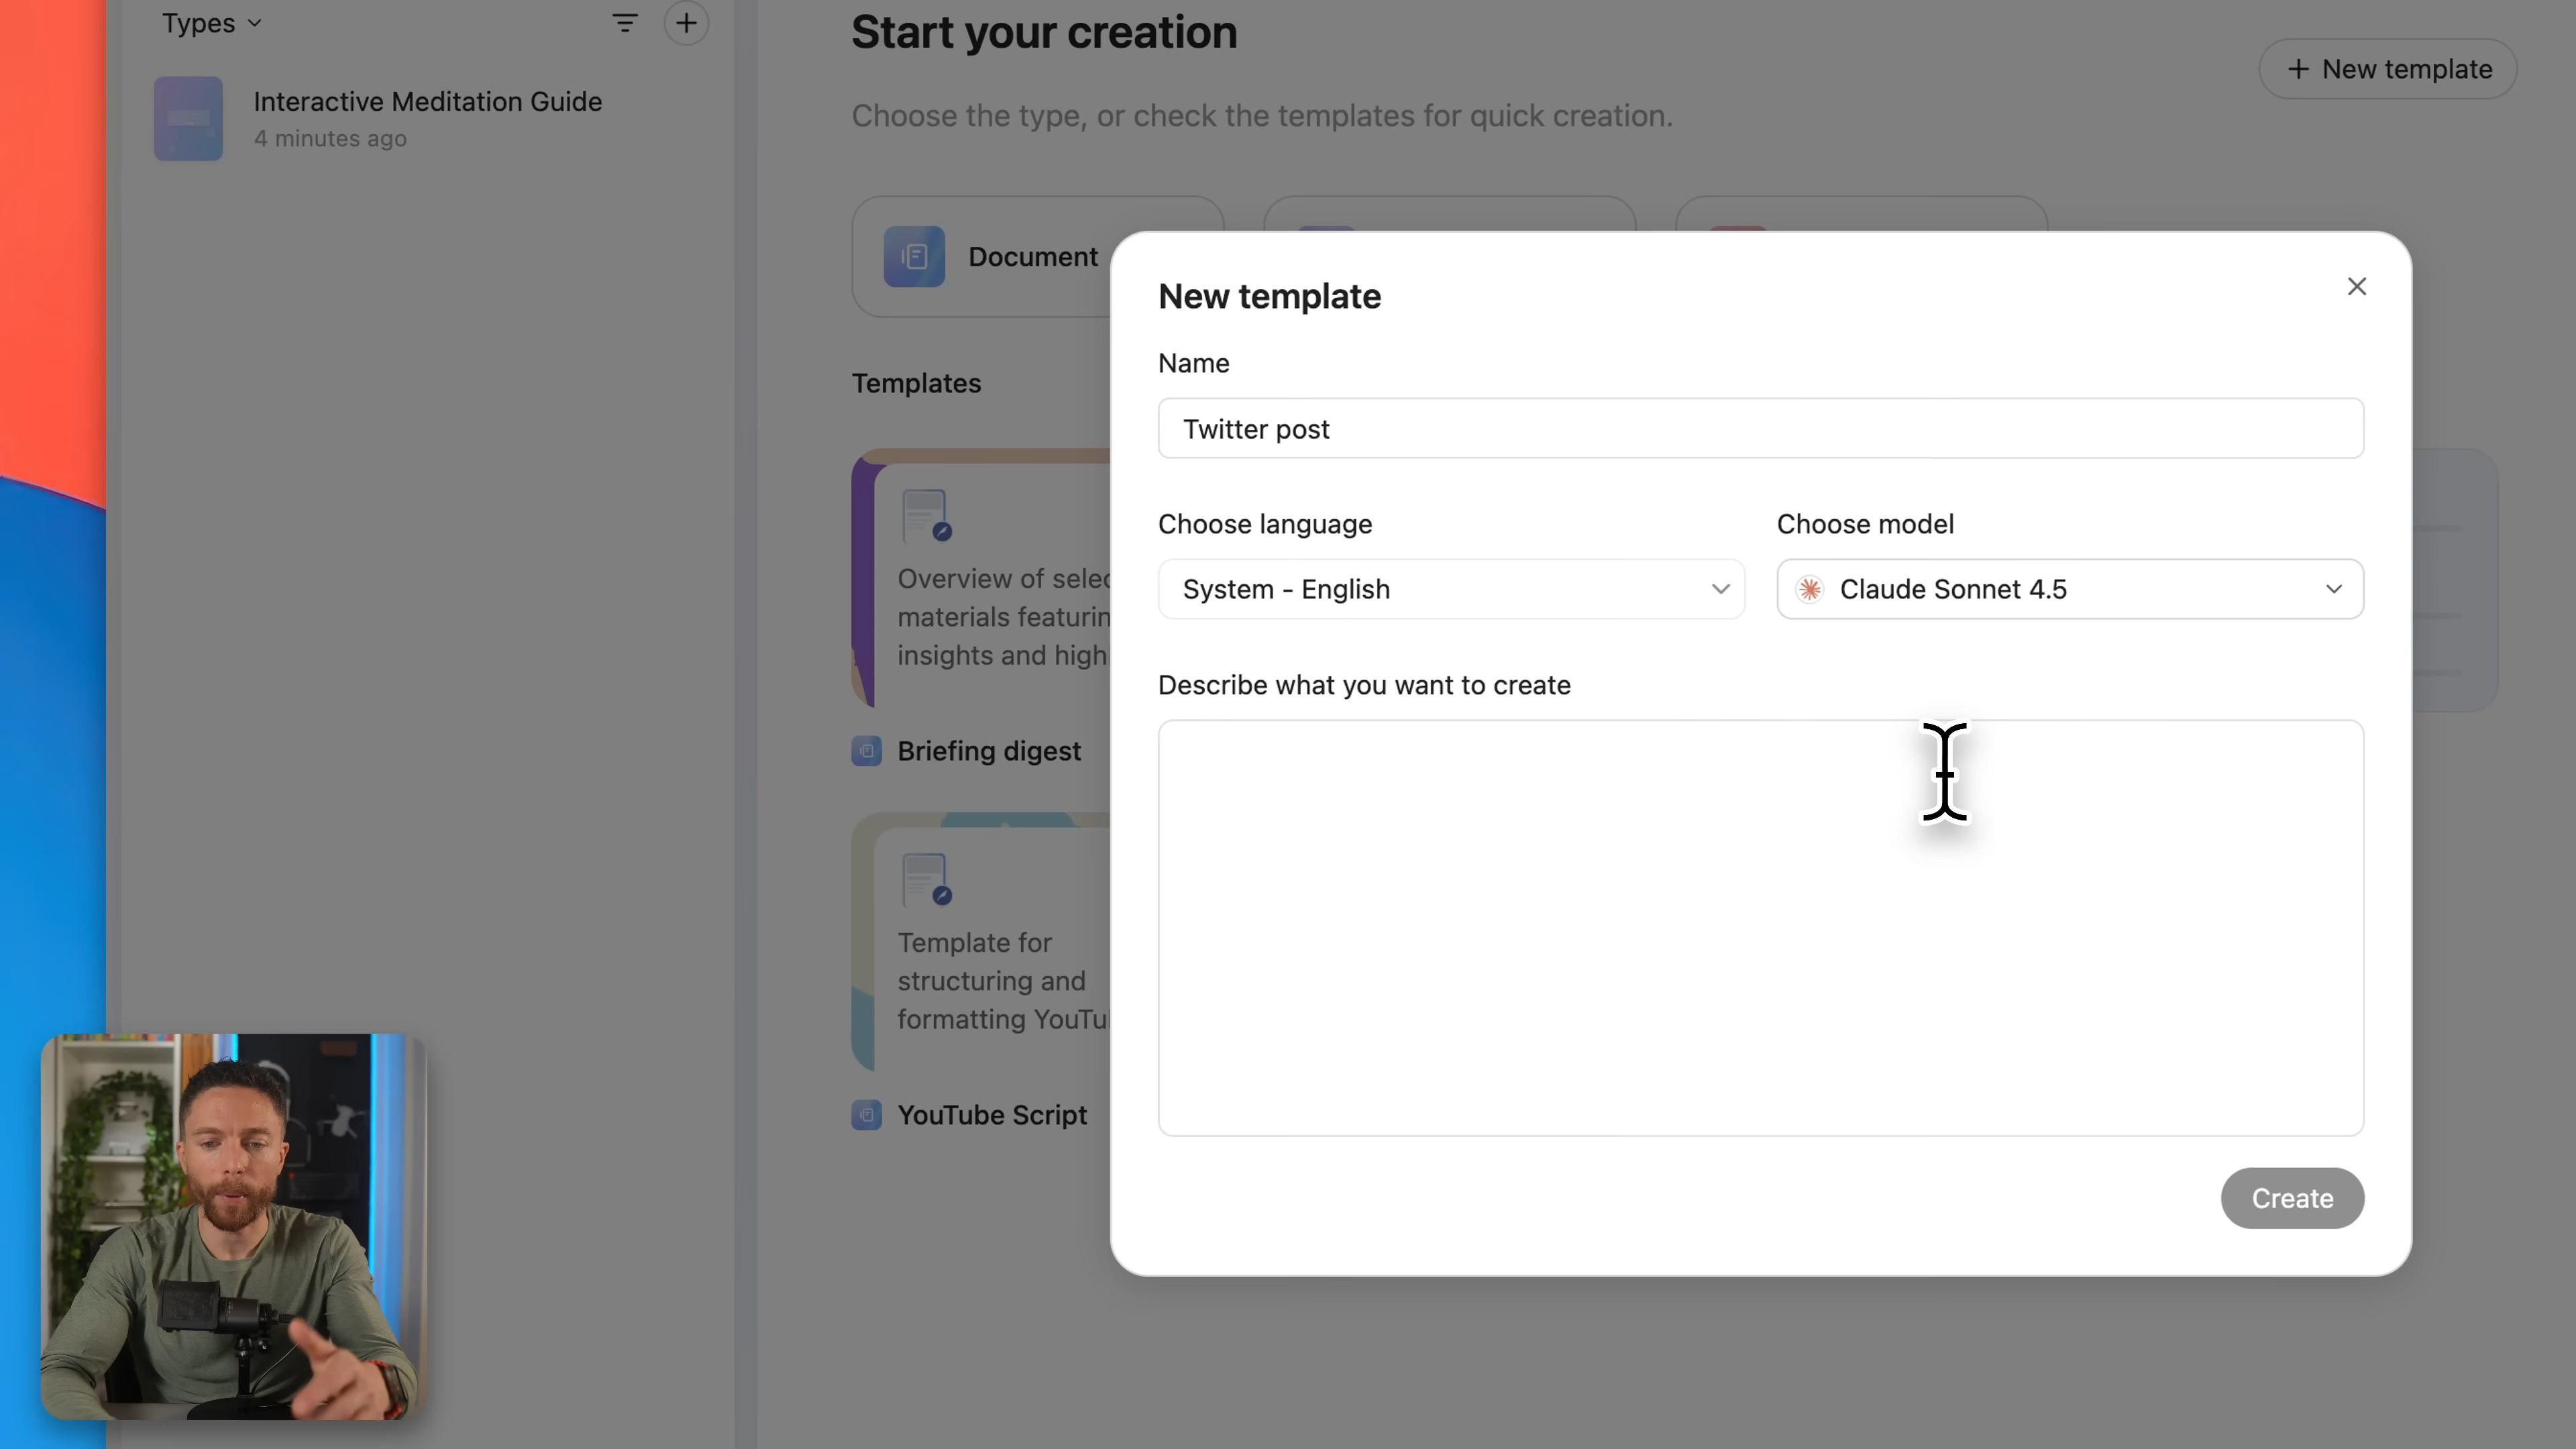 Types
Interactive Meditation Guide
4 minutes ago
Start your creation
Choose the type, or check the templates for quick creation.
+ New template
Document
Templates
Overview of selec
materials featurin
insights and high
Briefing digest
Template for
structuring and
formatting YouTu
YouTube Script
New template
Name
Twitter post
Choose language
System - English
Choose model
Claude Sonnet 4.5
Describe what you want to create
Create